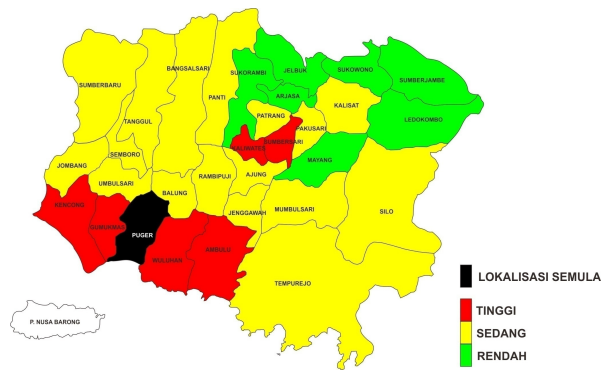 BANGSALSARI
SUKORAMBI
JELBUK
SUKOWONO
SUMBERJAMBE
SUMBERBARU
PANTI
ARJASA
KALISAT
TANGGUL
PATRANG
PAKUSARI
LEDOKOMBO
SUMBERSARI
KALIWATES
SEMBORO
MAYANG
JOMBANG
RAMBIPUJI
AJUNG
UMBULSARI
BALUNG
KENCONG
JENGGAWAH
MUMBULSARI
SILO
GUMUKMAS
PUGER
AMBULU
WULUHAN
TEMPUREJO
P. NUSA BARONG
LOKALISASI SEMULA
TINGGI
SEDANG
RENDAH